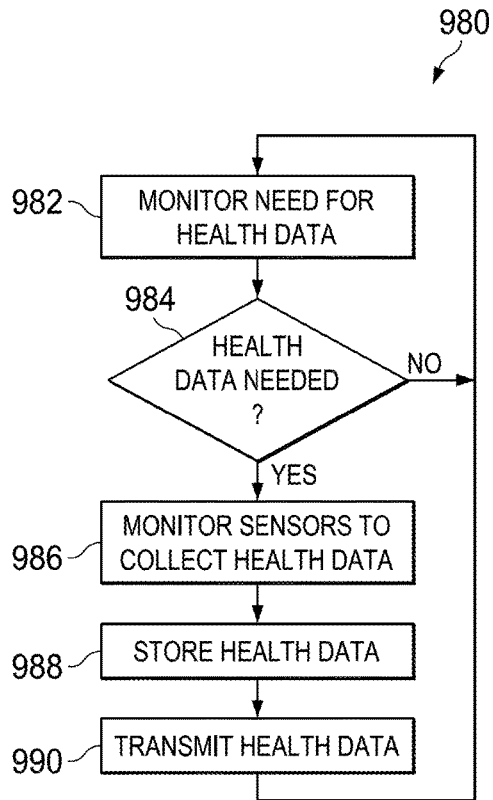 980
982
MONITOR NEED FOR
HEALTH DATA
984
HEALTH
DATA NEEDED
?
NO
YES
986
MONITOR SENSORS TO
COLLECT HEALTH DATA
988
STORE HEALTH DATA
990
TRANSMIT HEALTH DATA